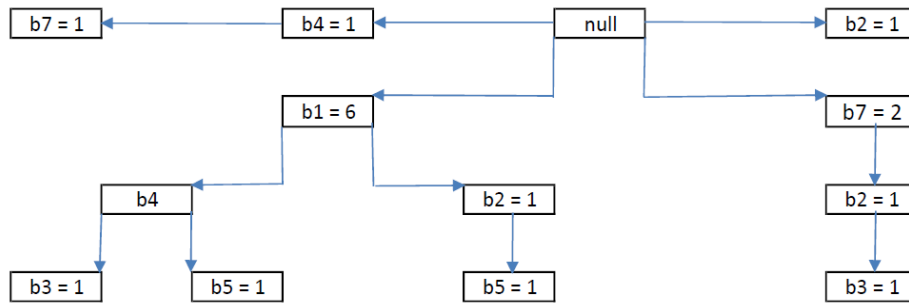 b7 = 1
b4 = 1
null
b2 = 1
b1 = 6
b7 = 2
b4
b2 = 1
b2 = 1
b3 = 1
b5 = 1
b5 = 1
b3 = 1